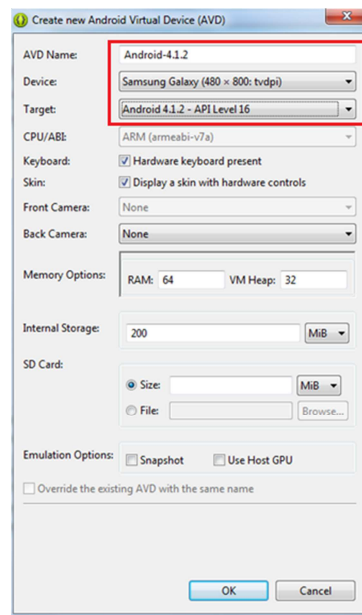 Create new Android Virtual Device (AVD)
AVD Name: Android-4.1.2
Device: Samsung Galaxy (480 × 800: tvdpi)
Target: Android 4.1.2 - API Level 16
CPU/ABI: ARM (armeabi-v7a)
Keyboard: Hardware keyboard present
Skin: Display a skin with hardware controls
Front Camera: None
Back Camera: None
Memory Options: RAM: 64 VM Heap: 32
Internal Storage: 200 MiB
SD Card:
Size: MiB
File: Browse...
Emulation Options: Snapshot Use Host GPU
Override the existing AVD with the same name
OK Cancel